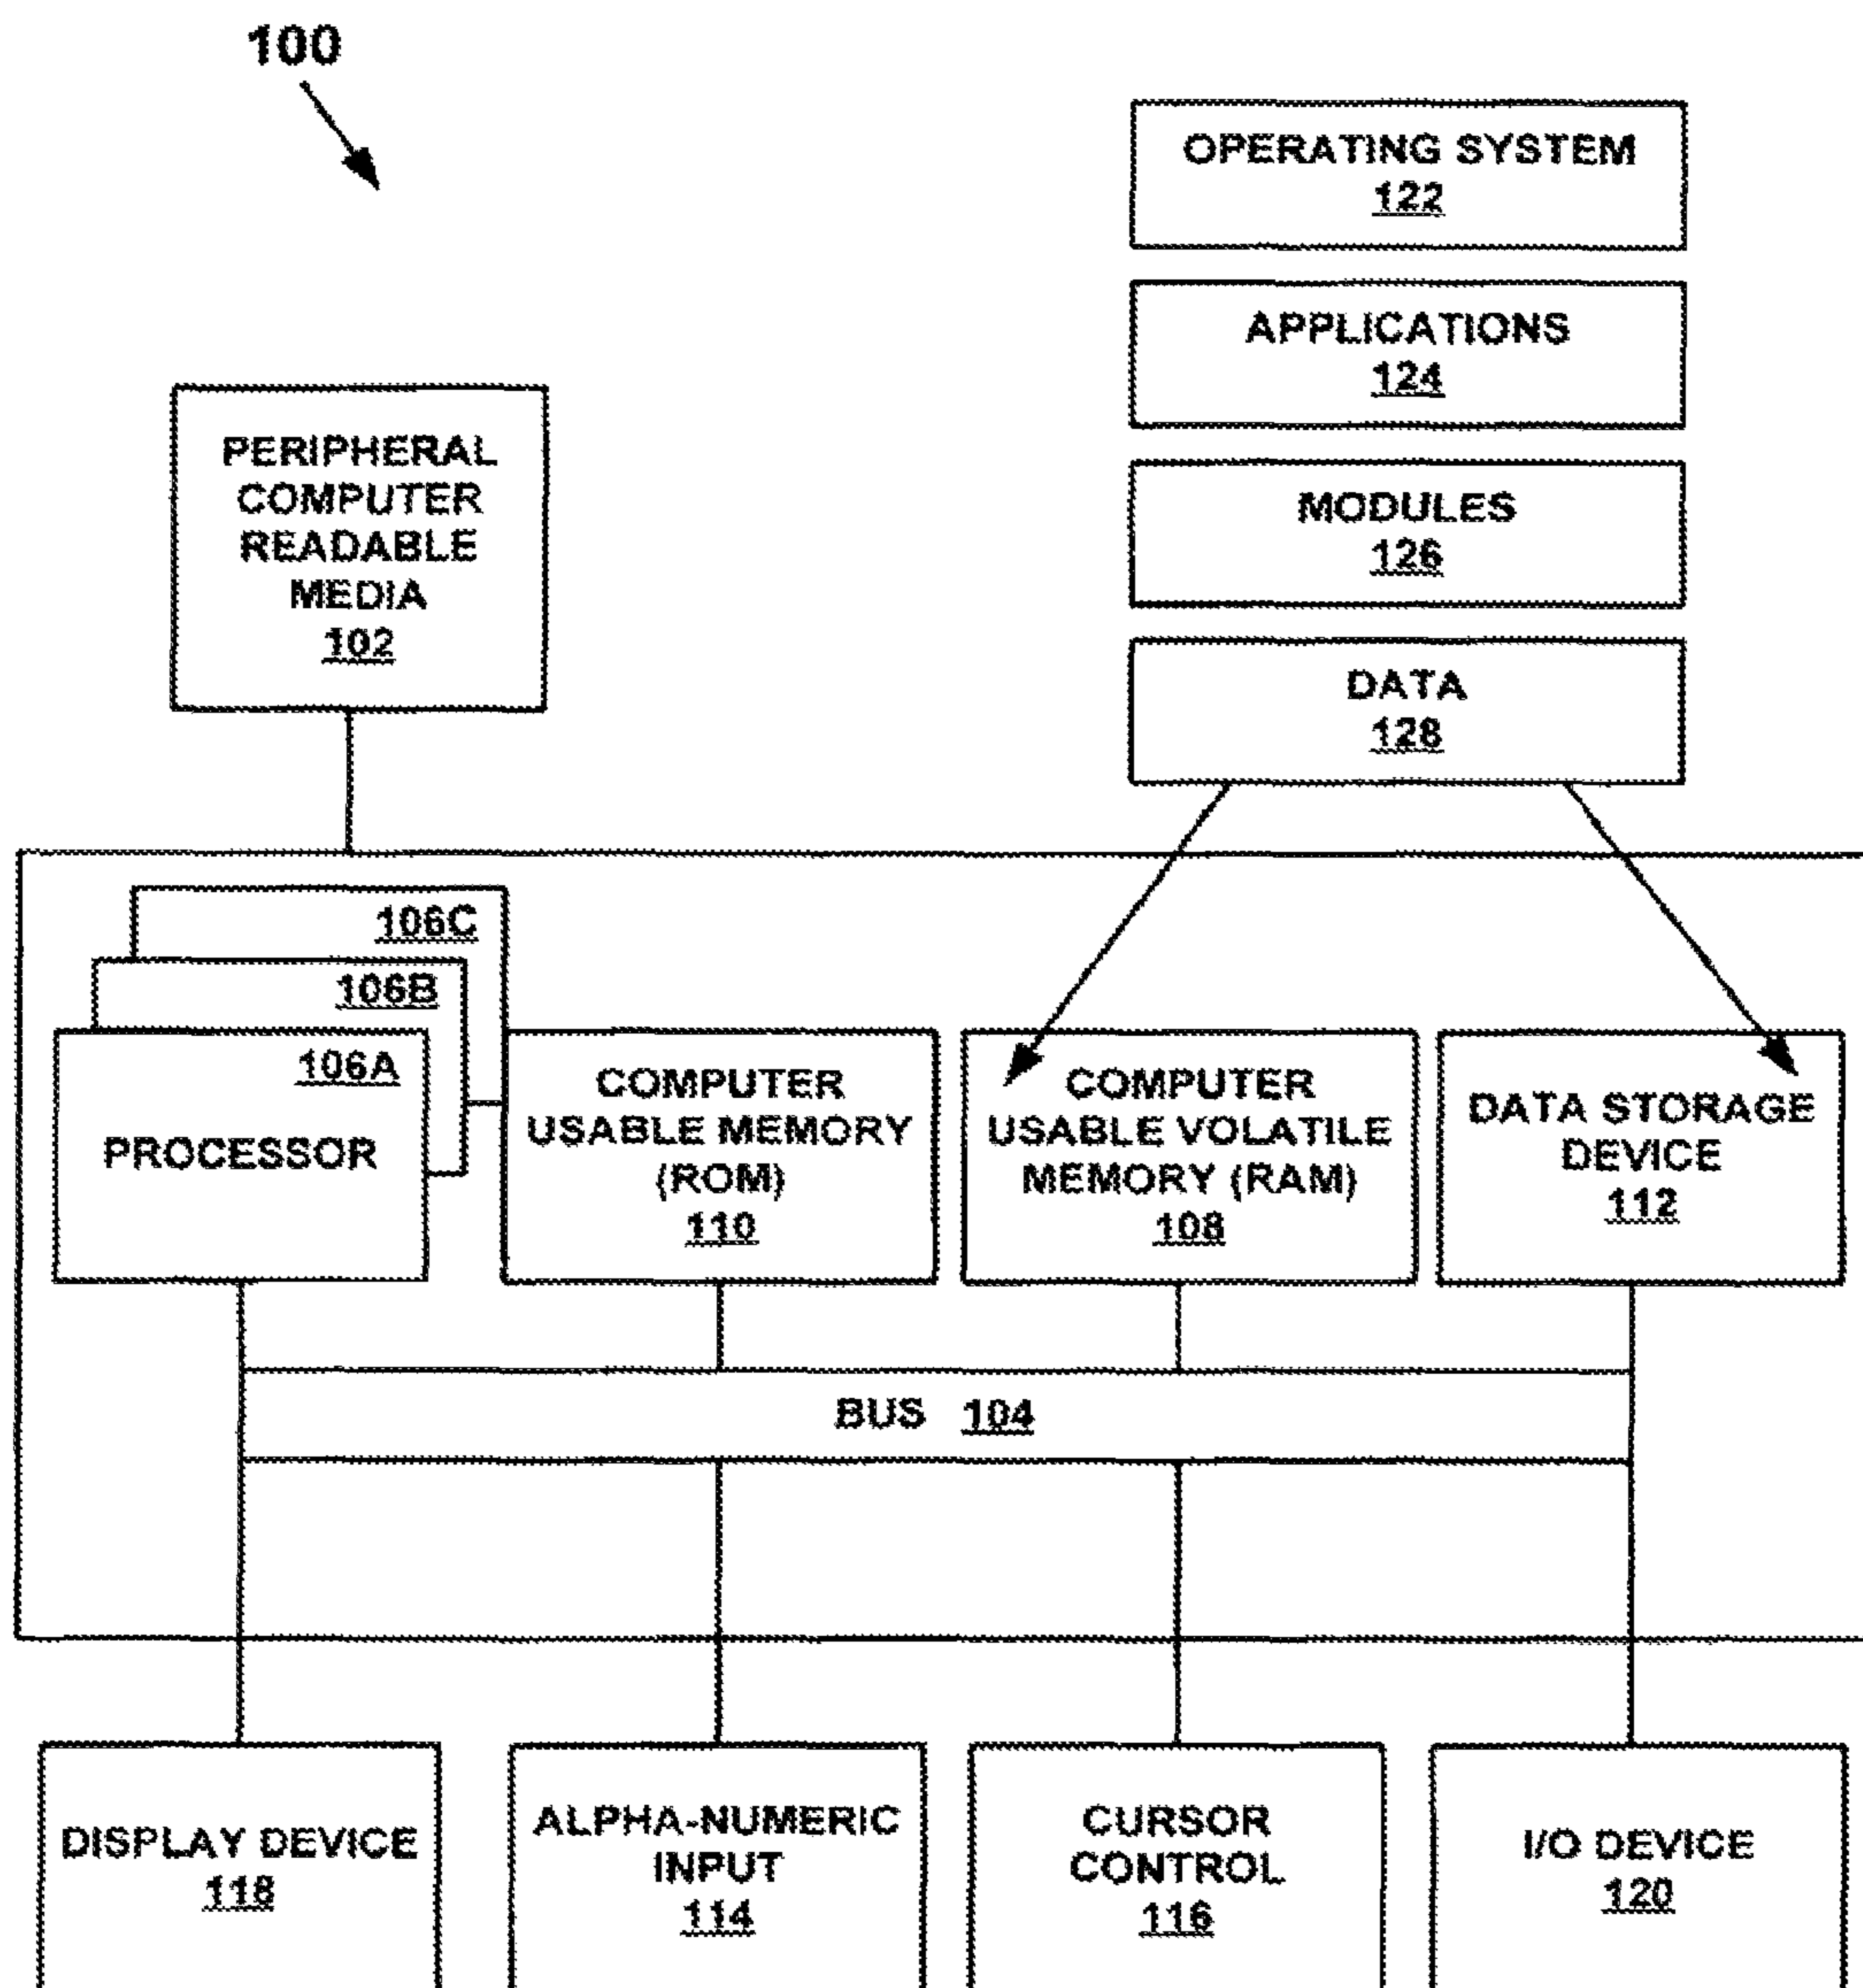 100
OPERATING SYSTEM
122
APPLICATIONS
124
MODULES
126
DATA
128
PERIPHERAL
COMPUTER
READABLE
MEDIA
102
106C
106B
106A
PROCESSOR
COMPUTER
USABLE MEMORY
(ROM)
110
COMPUTER
USABLE VOLATILE
MEMORY (RAM)
108
DATA STORAGE
DEVICE
112
BUS 104
DISPLAY DEVICE
118
ALPHA-NUMERIC
INPUT
114
CURSOR
CONTROL
116
I/O DEVICE
120